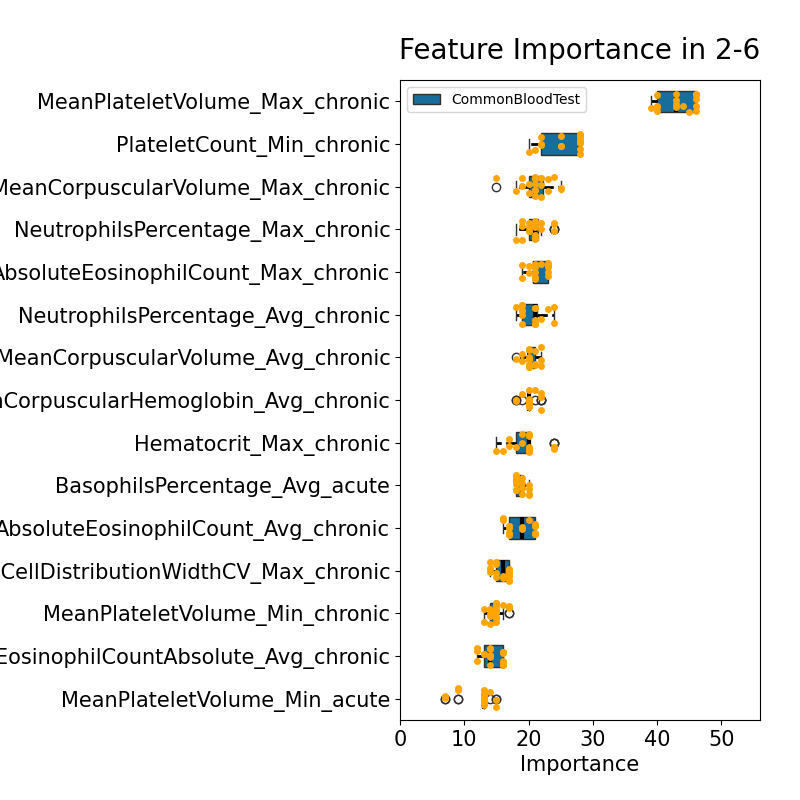 Feature Importance in 2-6
CommonBloodTest
MeanPlateletVolume_Max_chronic
PlateletCount_Min_chronic
MeanCorpuscularVolume_Max_chronic
NeutrophilsPercentage_Max_chronic
AbsoluteEosinophilCount_Max_chronic
NeutrophilsPercentage_Avg_chronic
MeanCorpuscularVolume_Avg_chronic
CorpuscularHemoglobin_Avg_chronic
Hematocrit_Max_chronic
BasophilsPercentage_Avg_acute
AbsoluteEosinophilCount_Avg_chronic
CellDistributionWidthCV_Max_chronic
MeanPlateletVolume_Min_chronic
EosinophilCountAbsolute_Avg_chronic
MeanPlateletVolume_Min_acute
0 10 20 30 40 50
Importance